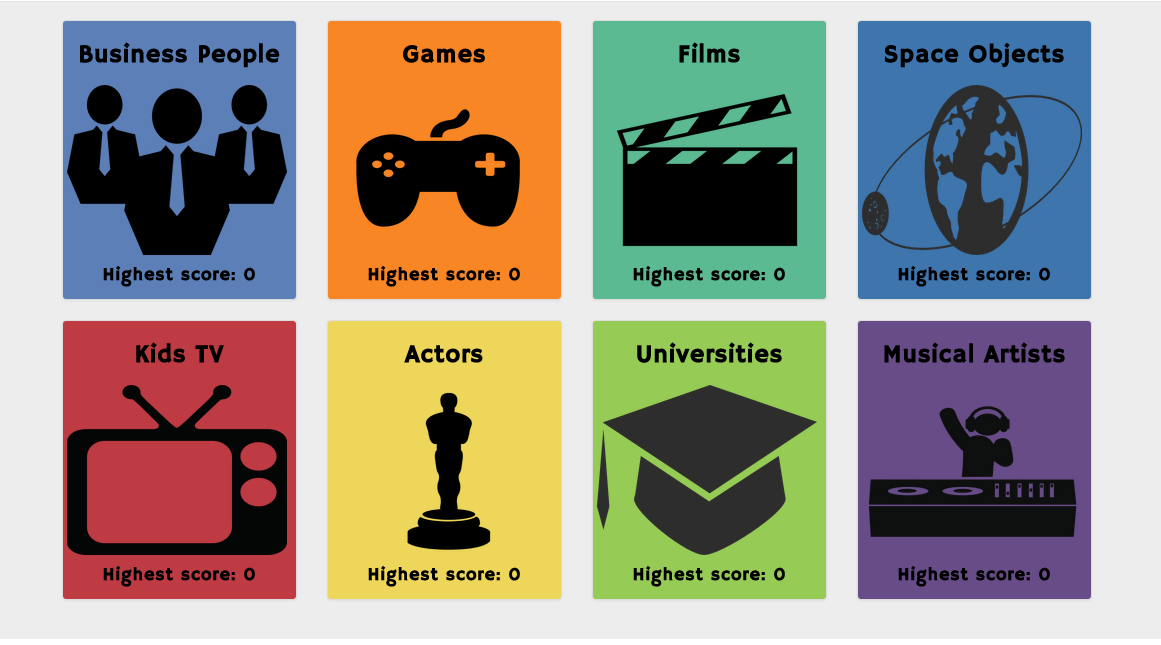 Business People
Games
Films
Space Objects
Highest score: 0
Highest score: 0
Highest score: 0
Highest score: 0
Kids TV
Actors
Universities
Musical Artists
Highest score: 0
Highest score: 0
Highest score: 0
Highest score: 0